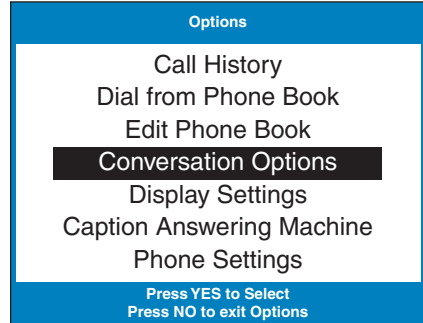 Options
Call History
Dial from Phone Book
Edit Phone Book
Conversation Options
Display Settings
Caption Answering Machine
Phone Settings
Press YES to Select
Press NO to exit Options